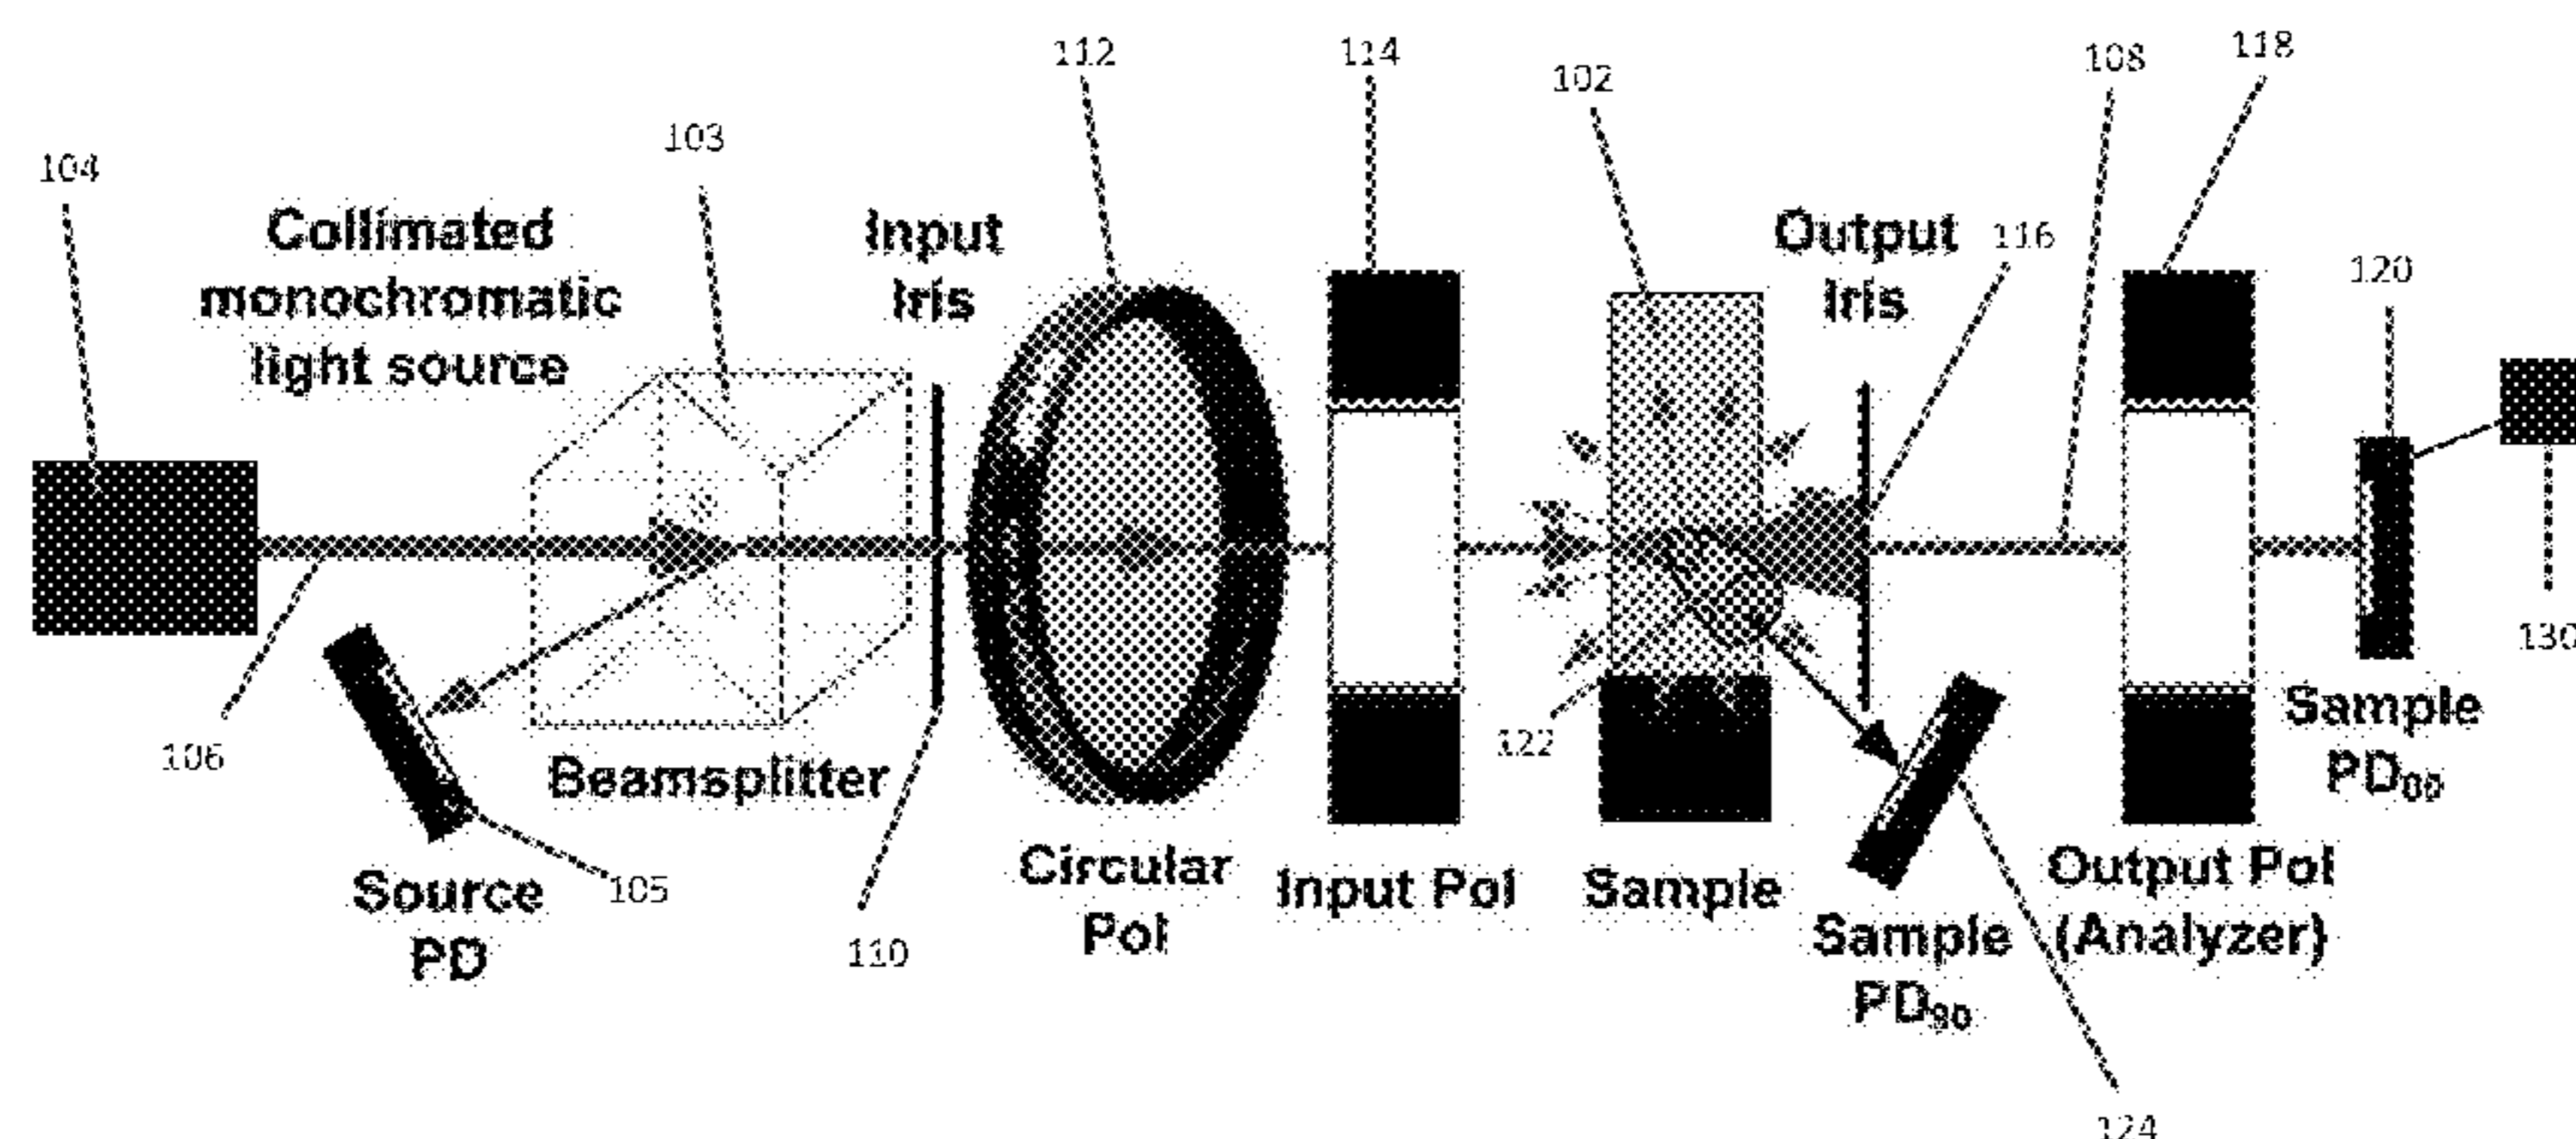 112
114
102
108
118
103
104
Collimated
monochromatic
light source
Input
Iris
Output
Iris
116
120
130
106
Source
PD
105
Beamsplitter
110
Circular
Pol
Input Pol
122
Sample
Sample
PD90
Output Pol
(Analyzer)
Sample
PD00
124